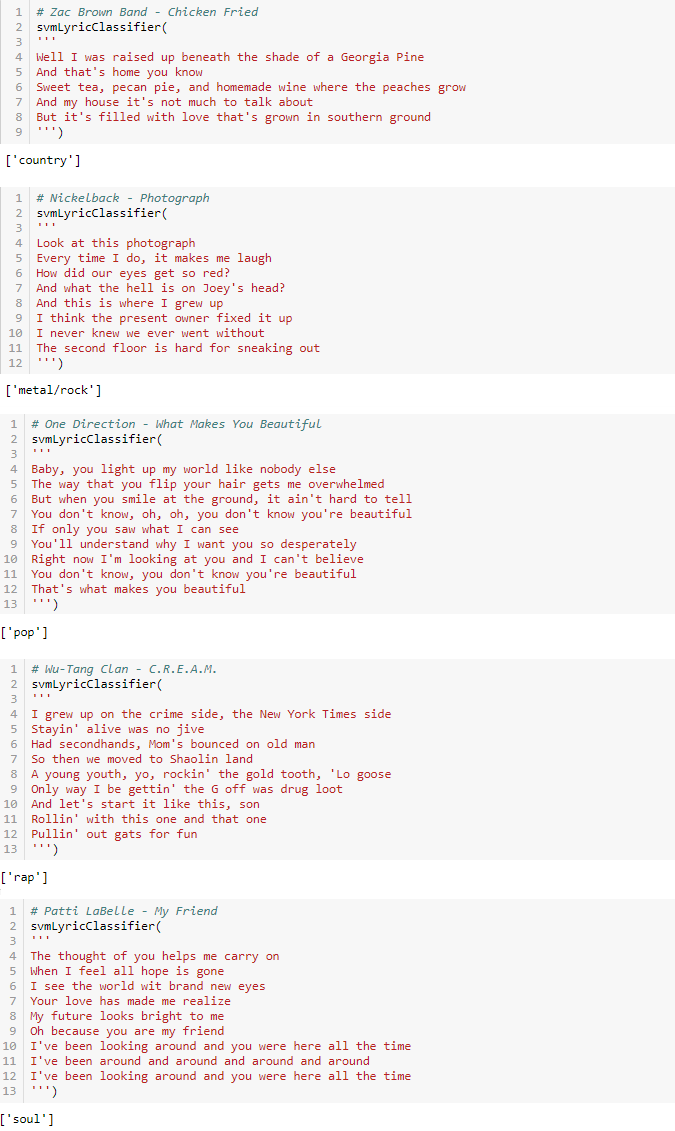 1 # Zac Brown Band - Chicken Fried
2 svmLyricClassifier(
3 '''
4 Well I was raised up beneath the shade of a Georgia Pine
5 And that's home you know
6 Sweet tea, pecan pie, and homemade wine where the peaches grow
7 And my house it's not much to talk about
8 But it's filled with love that's grown in southern ground
9 ''')
['country']
1 # Nickelback - Photograph
2 svmLyricClassifier(
3 '''
4 Look at this photograph
5 Every time I do, it makes me laugh
6 How did our eyes get so red?
7 And what the hell is on Joey's head?
8 And this is where I grew up
9 I think the present owner fixed it up
10 I never knew we ever went without
11 The second floor is hard for sneaking out
12 ''')
['metal/rock']
1 # One Direction - What Makes You Beautiful
2 svmLyricClassifier(
3 '''
4 Baby, you light up my world like nobody else
5 The way that you flip your hair gets me overwhelmed
6 But when you smile at the ground, it ain't hard to tell
7 You don't know, oh, oh, you don't know you're beautiful
8 If only you saw what I can see
9 You'll understand why I want you so desperately
10 Right now I'm looking at you and I can't believe
11 You don't know, you don't know you're beautiful
12 That's what makes you beautiful
13 ''')
['pop']
1 # Wu-Tang Clan - C.R.E.A.M.
2 svmLyricClassifier(
3 '''
4 I grew up on the crime side, the New York Times side
5 Stayin' alive was no jive
6 Had secondhands, Mom's bounced on old man
7 So then we moved to Shaolin land
8 A young youth, yo, rockin' the gold tooth, 'Lo goose
9 Only way I be gettin' the G off was drug loot
10 And let's start it like this, son
11 Rollin' with this one and that one
12 Pullin' out gats for fun
13 ''')
['rap']
1 # Patti LaBelle - My Friend
2 svmLyricClassifier(
3 '''
4 The thought of you helps me carry on
5 When I feel all hope is gone
6 I see the world wit brand new eyes
7 Your love has made me realize
8 My future looks bright to me
9 Oh because you are my friend
10 I've been looking around and you were here all the time
11 I've been around and around and around and around
12 I've been looking around and you were here all the time
13 ''')
['soul']